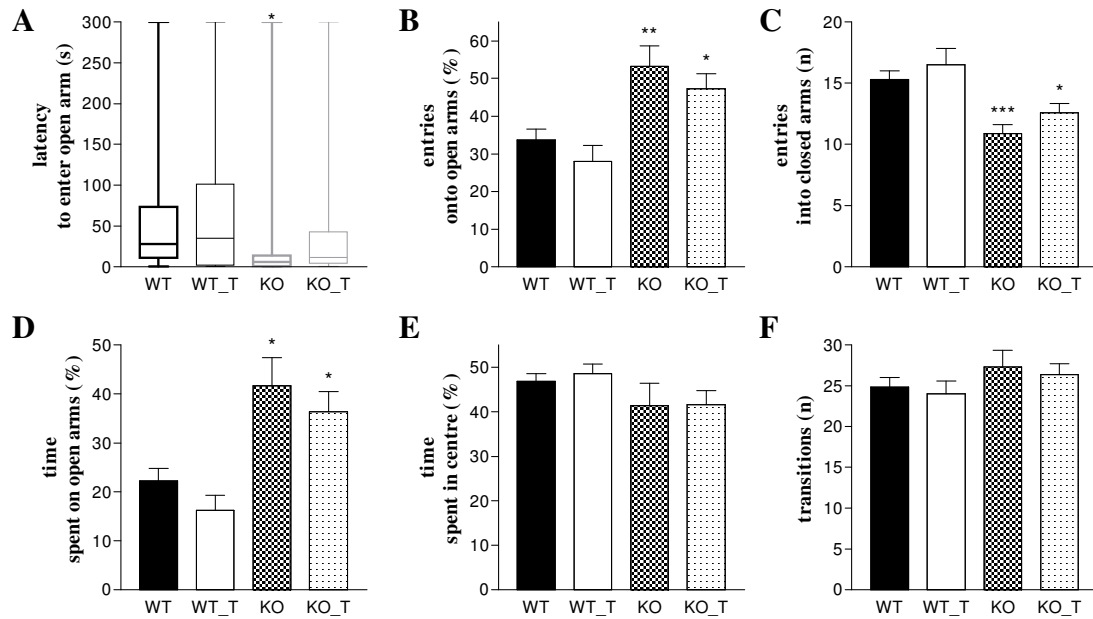 A
latency
to enter open arm (s)
300
250
200
150
100
50
0
*
WT WT_T KO KO_T
B
entries
onto open arms (%)
60
50
40
30
20
10
0
** *
WT WT_T KO KO_T
C
entries
into closed arms (n)
20
15
10
5
0
*** *
WT WT_T KO KO_T
D
time
spent on open arms (%)
50
40
30
20
10
0
* *
WT WT_T KO KO_T
E
time
spent in centre (%)
50
40
30
20
10
0
WT WT_T KO KO_T
F
transitions (n)
30
25
20
15
10
5
0
WT WT_T KO KO_T